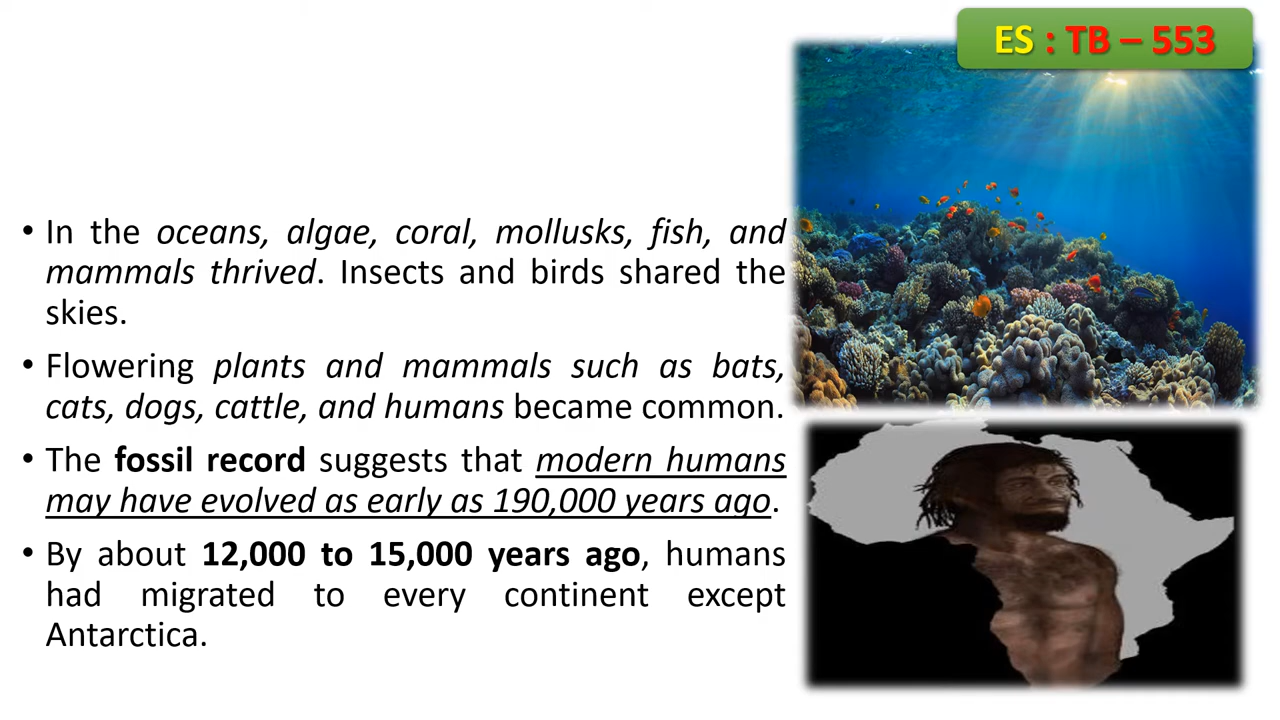 ES : TB – 553
• In the oceans, algae, coral, mollusks, fish, and
mammals thrived. Insects and birds shared the
skies.
• Flowering plants and mammals such as bats,
cats, dogs, cattle, and humans became common.
• The fossil record suggests that modern humans
may have evolved as early as 190,000 years ago.
• By about 12,000 to 15,000 years ago, humans
had migrated to every continent except
Antarctica.